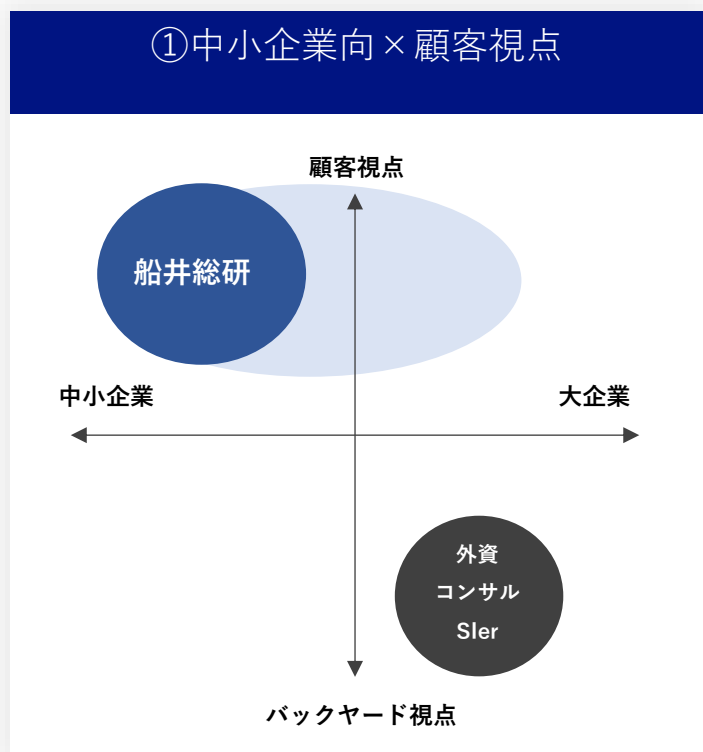 ①中小企業向×顧客視点
顧客視点
船井総研
中小企業
大企業
外資
コンサル
SIer
バックヤード視点